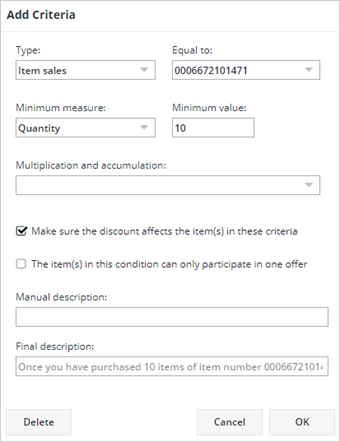 Add Criteria
Type: Equal to:
Item sales 0006672101471
Minimum measure: Minimum value:
Quantity 10
Multiplication and accumulation:
Make sure the discount affects the item(s) in these criteria
The item(s) in this condition can only participate in one offer
Manual description:
Final description:
Once you have purchased 10 items of item number 00066721014
Delete Cancel OK